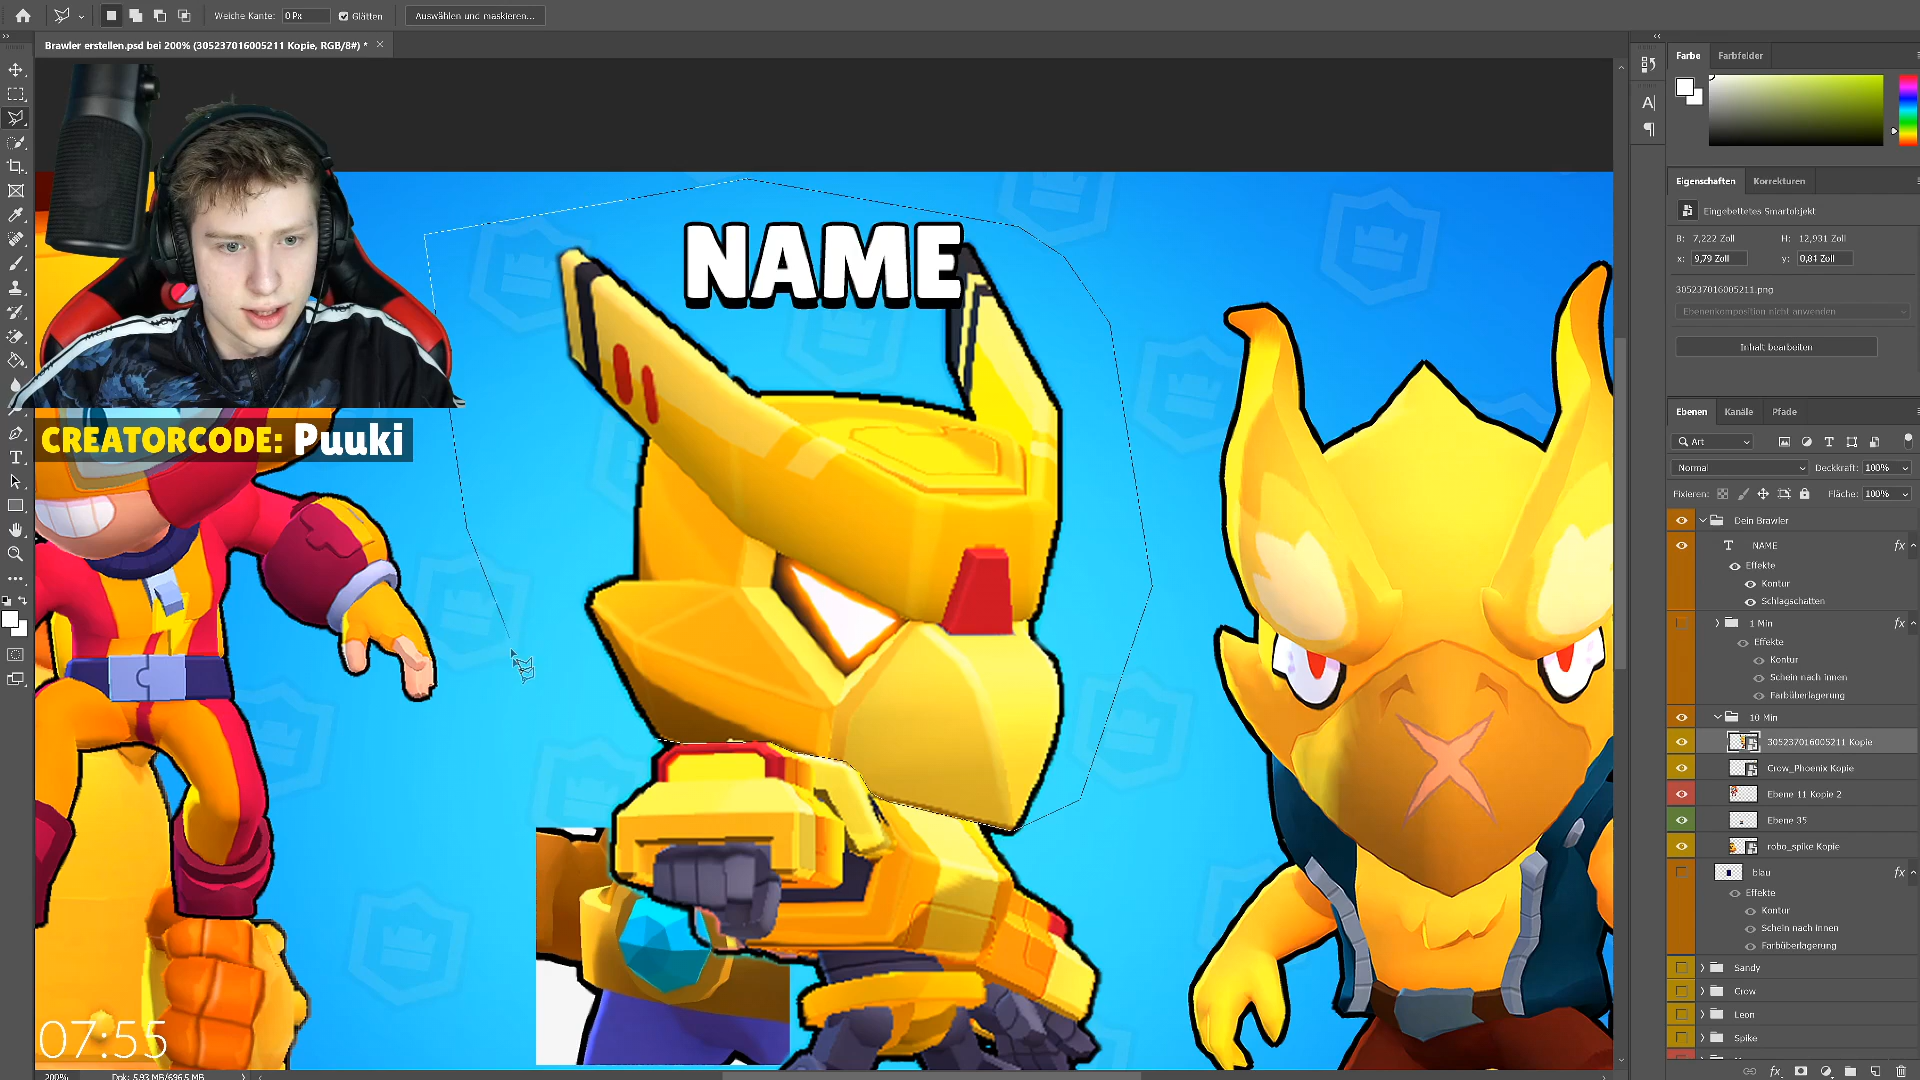 Weiche Kante: 0 Px Glätten Auswählen und maskieren...
Brawler erstellen.psd bei 200% (305237016005211 Kopie, RGB/8#) *
NAME
CREATORCODE: Puuki
07:55
200% Dok: 5,93 MB/696,5 MB
Farbe Farbfelder
Eigenschaften Korrekturen
Eingebettetes Smartobjekt
B: 7,222 Zoll H: 12,931 Zoll
x: 9,79 Zoll y: 0,81 Zoll
305237016005211.png
Ebenenkomposition nicht anwenden
Inhalt bearbeiten
Ebenen Kanäle Pfade
Art
Normal Deckkraft: 100%
Fixieren: Fläche: 100%
Dein Brawler
NAME fx
Effekte
Kontur
Schlagschatten
1 Min fx
Effekte
Kontur
Schein nach innen
Farbüberlagerung
10 Min
305237016005211 Kopie
Crow_Phoenix Kopie
Ebene 11 Kopie 2
Ebene 35
robo_spike Kopie
blau fx
Effekte
Kontur
Schein nach innen
Farbüberlagerung
Sandy
Crow
Leon
Spike
fx